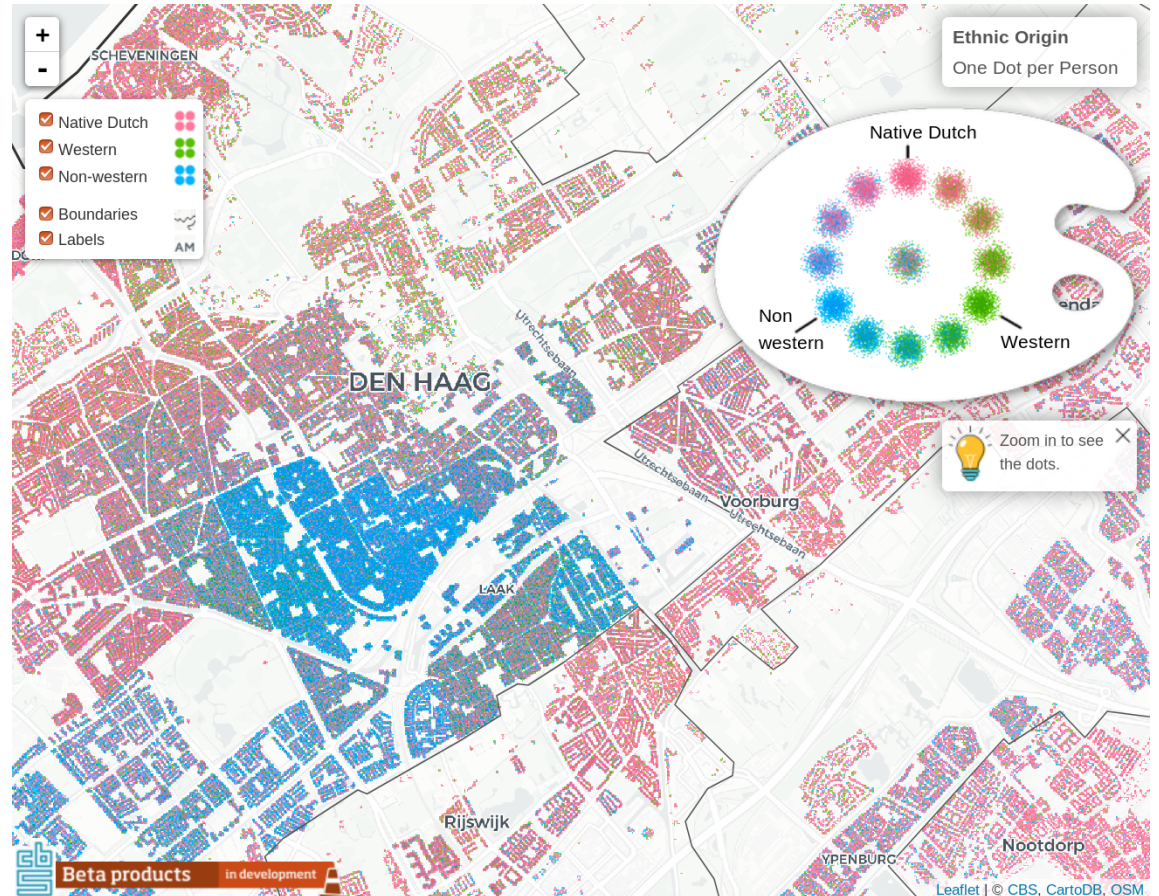 +
-
SCHEVENINGEN
Ethnic Origin
One Dot per Person
Native Dutch
Western
Non-western
Boundaries
Labels
AM
Native Dutch
Non
western
Western
enda
Utrechtsebaan
DEN HAAG
Zoom in to see
the dots.
Utrechtsebaan
Voorburg
Utrechtsebaan
LAAK
Rijswijk
YPENBURG
Nootdorp
cbs
Beta products
in development
Leaflet | © CBS, CartoDB, OSM